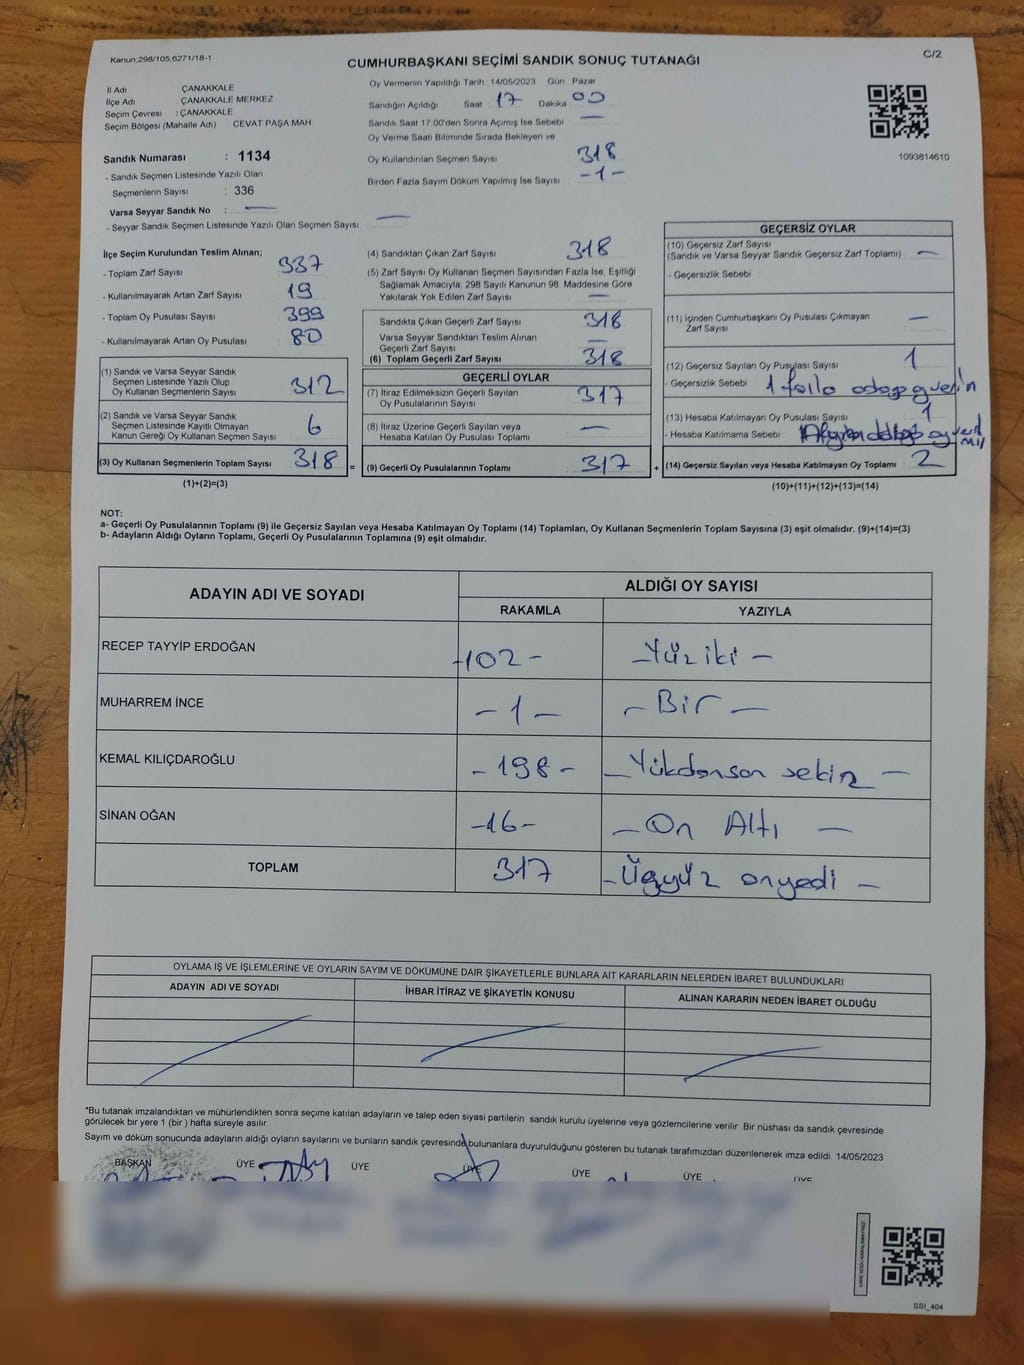 Kanun:298/105,6271/18-1
C/2
CUMHURBAŞKANI SEÇİMİ SANDIK SONUÇ TUTANAĞI
İl Adı ÇANAKKALE
İlçe Adı ÇANAKKALE MERKEZ
Seçim Çevresi : ÇANAKKALE
Seçim Bölgesi (Mahalle Adı) CEVAT PAŞA MAH
Sandık Numarası : 1134
- Sandık Seçmen Listesinde Yazılı Olan
Seçmenlerin Sayısı : 336
Varsa Seyyar Sandık No : —
- Seyyar Sandık Seçmen Listesinde Yazılı Olan Seçmen Sayısı —
Oy Vermenin Yapıldığı Tarih 14/05/2023 Gün : Pazar
Sandığın Açıldığı Saat 17 Dakika 00
Sandık Saat 17:00'den Sonra Açımış İse Sebebi —
Oy Verme Saati Bitiminde Sırada Bekleyen ve
Oy Kullandırılan Seçmen Sayısı 318
Birden Fazla Sayım Döküm Yapılmış İse Sayısı -1-
1093814610
İlçe Seçim Kurulundan Teslim Alınan;
- Toplam Zarf Sayısı 337
- Kullanılmayarak Artan Zarf Sayısı 19
- Toplam Oy Pusulası Sayısı 399
- Kullanılmayarak Artan Oy Pusulası 80
(1) Sandık ve Varsa Seyyar Sandık
Seçmen Listesinde Yazılı Olup
Oy Kullanan Seçmenlerin Sayısı 312
(2) Sandık ve Varsa Seyyar Sandık
Seçmen Listesinde Kayıtlı Olmayan
Kanun Gereği Oy Kullanan Seçmen Sayısı 6
(3) Oy Kullanan Seçmenlerin Toplam Sayısı 318 =
(1)+(2)=(3)
(4) Sandıktan Çıkan Zarf Sayısı 318
(5) Zarf Sayısı Oy Kullanan Seçmen Sayısından Fazla İse, Eşitliği
Sağlamak Amacıyla, 298 Sayılı Kanunun 98. Maddesine Göre
Yakılarak Yok Edilen Zarf Sayısı —
Sandıkta Çıkan Geçerli Zarf Sayısı 318
Varsa Seyyar Sandıktan Teslim Alınan
Geçerli Zarf Sayısı —
(6) Toplam Geçerli Zarf Sayısı 318
GEÇERLİ OYLAR
(7) İtiraz Edilmeksizin Geçerli Sayılan
Oy Pusulalarının Sayısı 317
(8) İtiraz Üzerine Geçerli Sayılan veya
Hesaba Katılan Oy Pusulası Toplamı —
(9) Geçerli Oy Pusulalarının Toplamı 317 +
GEÇERSİZ OYLAR
(10) Geçersiz Zarf Sayısı
(Sandık ve Varsa Seyyar Sandık Geçersiz Zarf Toplamı) —
- Geçersizlik Sebebi :
(11) İçinden Cumhurbaşkanı Oy Pusulası Çıkmayan
Zarf Sayısı —
(12) Geçersiz Sayılan Oy Pusulası Sayısı 1
- Geçersizlik Sebebi : 1
(13) Hesaba Katılmayan Oy Pusulası Sayısı 1
- Hesaba Katılmama Sebebi :
(14) Geçersiz Sayılan veya Hesaba Katılmayan Oy Toplamı 2
(10)+(11)+(12)+(13)=(14)
NOT:
a- Geçerli Oy Pusulalarının Toplamı (9) ile Geçersiz Sayılan veya Hesaba Katılmayan Oy Toplamı (14) Toplamları, Oy Kullanan Seçmenlerin Toplam Sayısına (3) eşit olmalıdır. (9)+(14)=(3)
b- Adayların Aldığı Oyların Toplamı, Geçerli Oy Pusulalarının Toplamına (9) eşit olmalıdır.
ADAYIN ADI VE SOYADI ALDIĞI OY SAYISI
RAKAMLA YAZIYLA
RECEP TAYYİP ERDOĞAN -102- -Yüz iki-
MUHARREM İNCE -1- -Bir-
KEMAL KILIÇDAROĞLU -198- -Yükdonson sekiz-
SİNAN OĞAN -16- -On Altı-
TOPLAM 317 -Üçyüz onyedi-
OYLAMA İŞ VE İŞLEMLERİNE VE OYLARIN SAYIM VE DÖKÜMÜNE DAİR ŞİKAYETLERLE BUNLARA AİT KARARLARIN NELERDEN İBARET BULUNDUKLARI
ADAYIN ADI VE SOYADI İHBAR İTİRAZ VE ŞİKAYETİN KONUSU ALINAN KARARIN NEDEN İBARET OLDUĞU
*Bu tutanak imzalandıktan ve mühürlendikten sonra seçime katılan adayların ve talep eden siyasi partilerin sandık kurulu üyelerine veya gözlemcilerine verilir Bir nüshası da sandık çevresinde
görülecek bir yere 1 (bir) hafta süreyle asılır
Sayım ve döküm sonucunda adayların aldığı oyların sayılarını ve bunların sandık çevresinde bulunanlara duyurulduğunu gösteren bu tutanak tarafımızdan düzenlenerek imza edildi. 14/05/2023
BAŞKAN ÜYE ÜYE ÜYE ÜYE ÜYE ÜYE
SSI_404